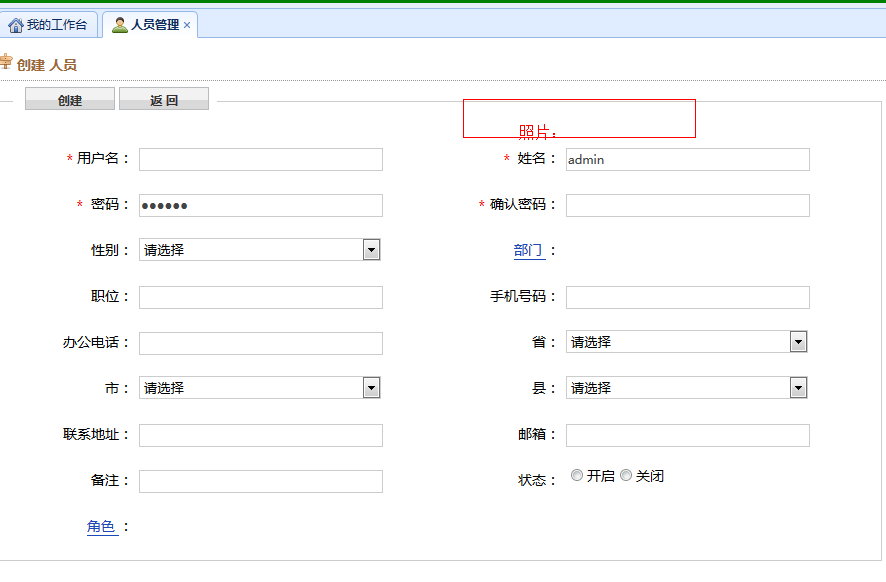 我的工作台 人员管理 ×
创建 人员
创建 返 回
照片：
* 用户名： * 姓名： admin
* 密码： ●●●●●● * 确认密码：
性别： 请选择 部门 ：
职位： 手机号码：
办公电话： 省： 请选择
市： 请选择 县： 请选择
联系地址： 邮箱：
备注： 状态： 开启 关闭
角色 ：